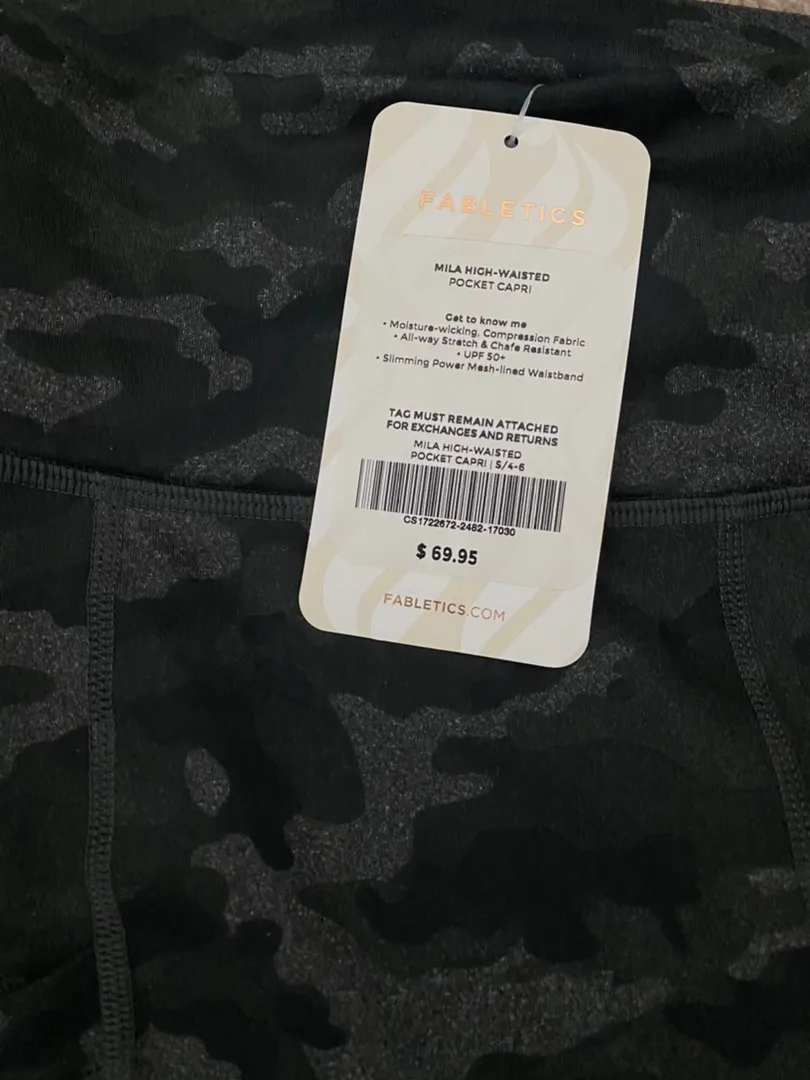 FABLETICS
MILA HIGH-WAISTED
POCKET CAPRI
Get to know me
• Moisture-wicking, Compression Fabric
• All-way Stretch & Chafe Resistant
• UPF 50+
• Slimming Power Mesh-lined Waistband
TAG MUST REMAIN ATTACHED
FOR EXCHANGES AND RETURNS
MILA HIGH-WAISTED
POCKET CAPRI | S/4-6
CS1722672-2482-17030
$ 69.95
FABLETICS.COM